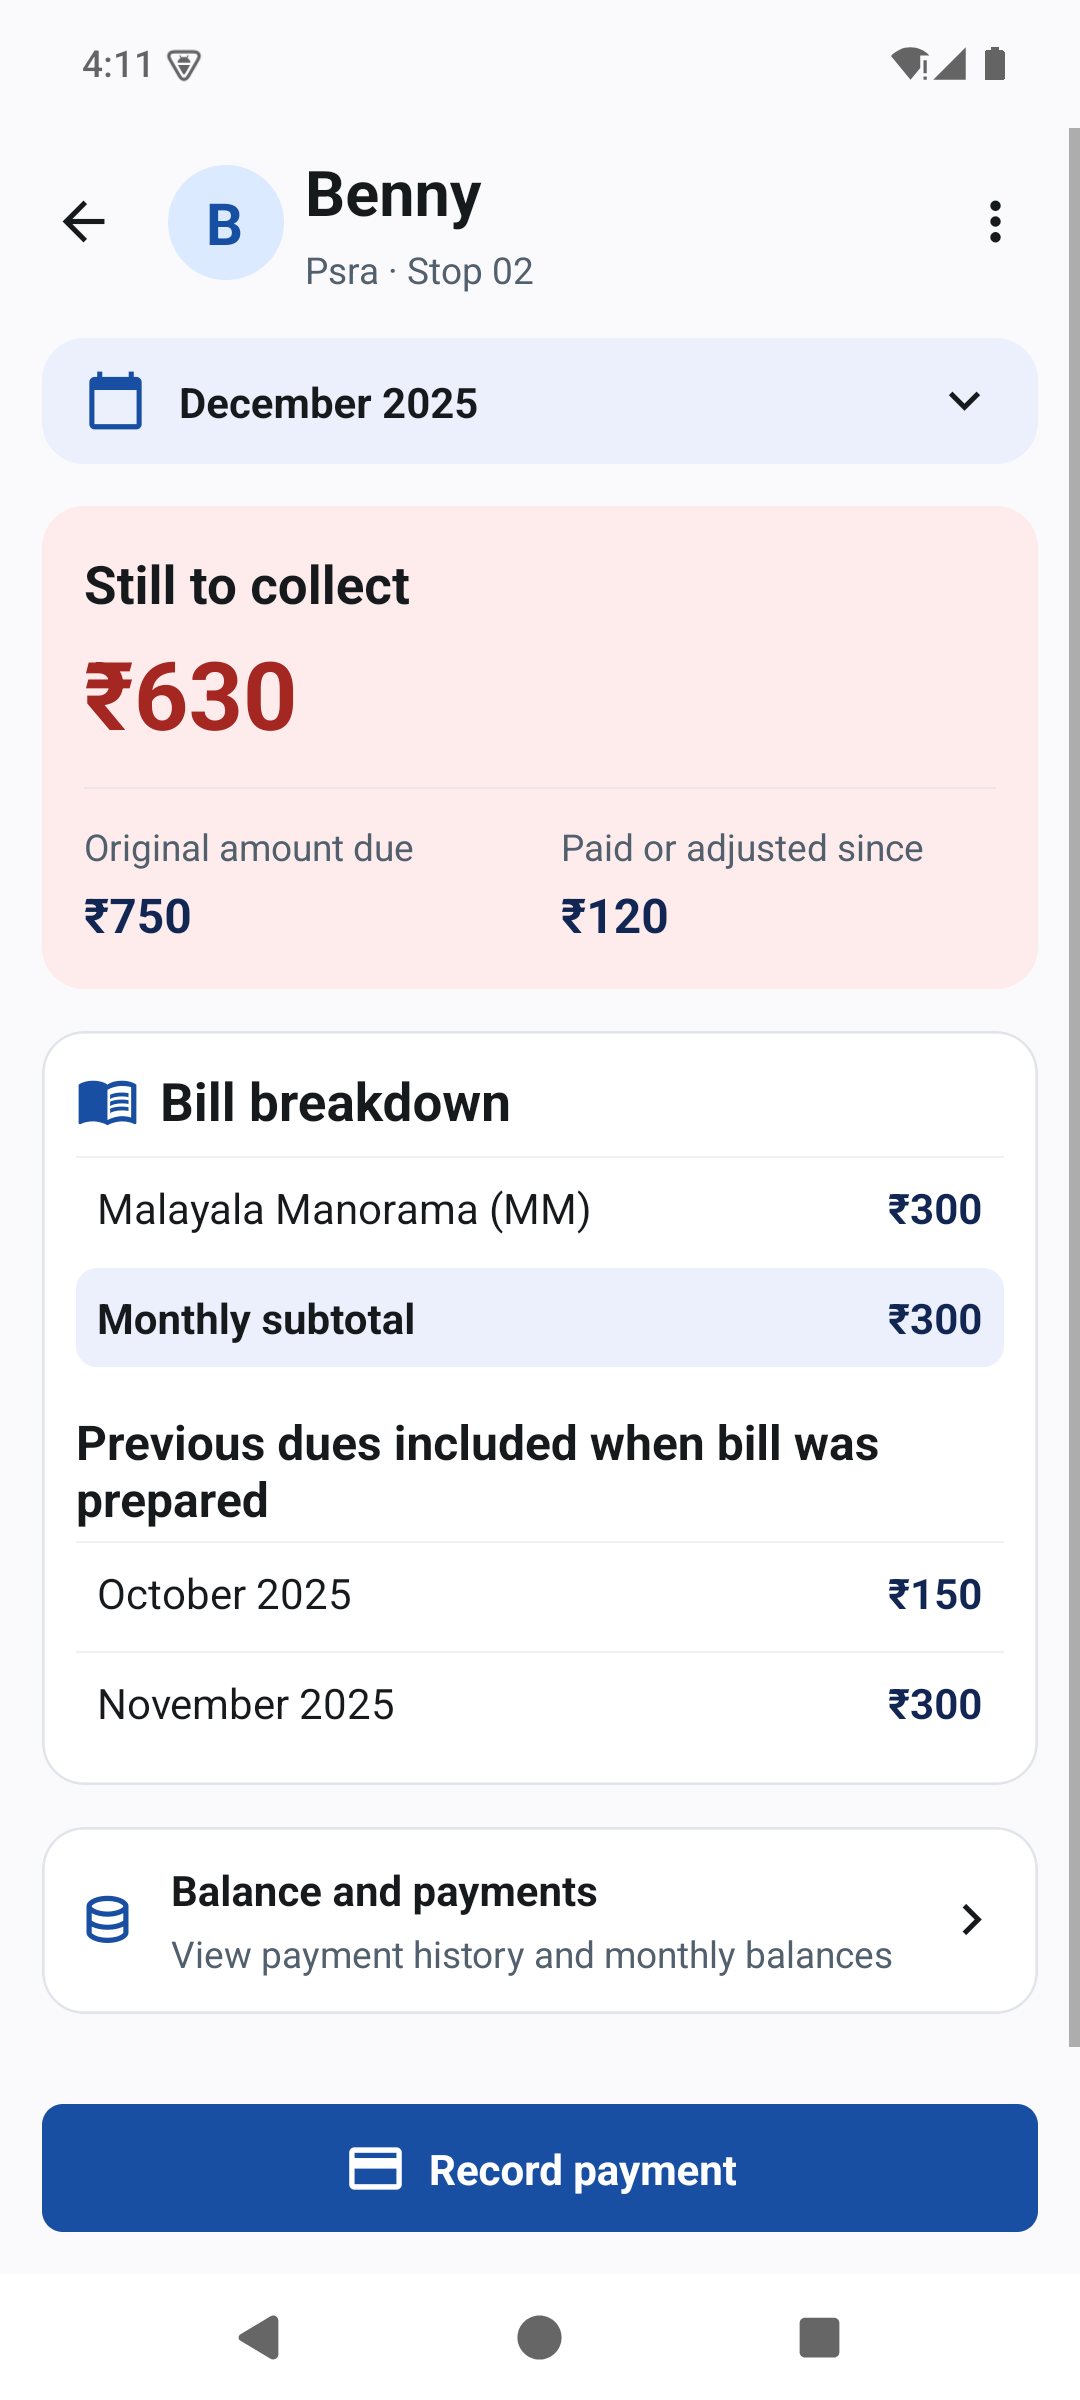 4:11
Benny
B
Psra · Stop 02
December 2025
Still to collect
₹630
Original amount due
Paid or adjusted since
₹750
₹120
Bill breakdown
Malayala Manorama (MM) ₹300
Monthly subtotal ₹300
Previous dues included when bill was
prepared
October 2025 ₹150
November 2025 ₹300
Balance and payments
View payment history and monthly balances
Record payment